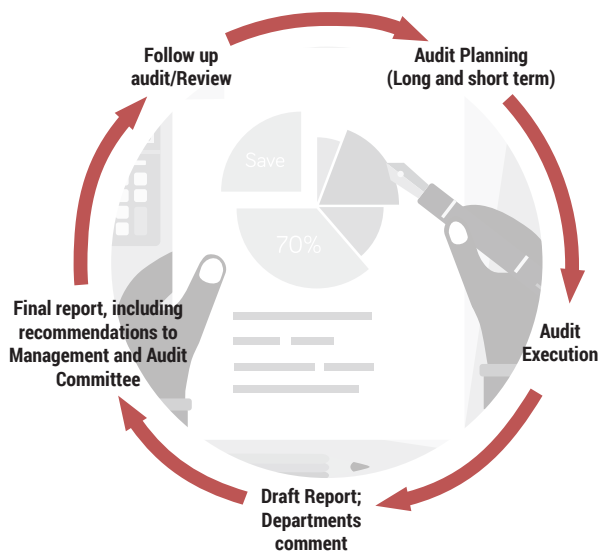 Follow up
audit/Review
Audit Planning
(Long and short term)
Save
70%
Final report, including
recommendations to
Management and Audit
Committee
Audit
Execution
Draft Report;
Departments
comment